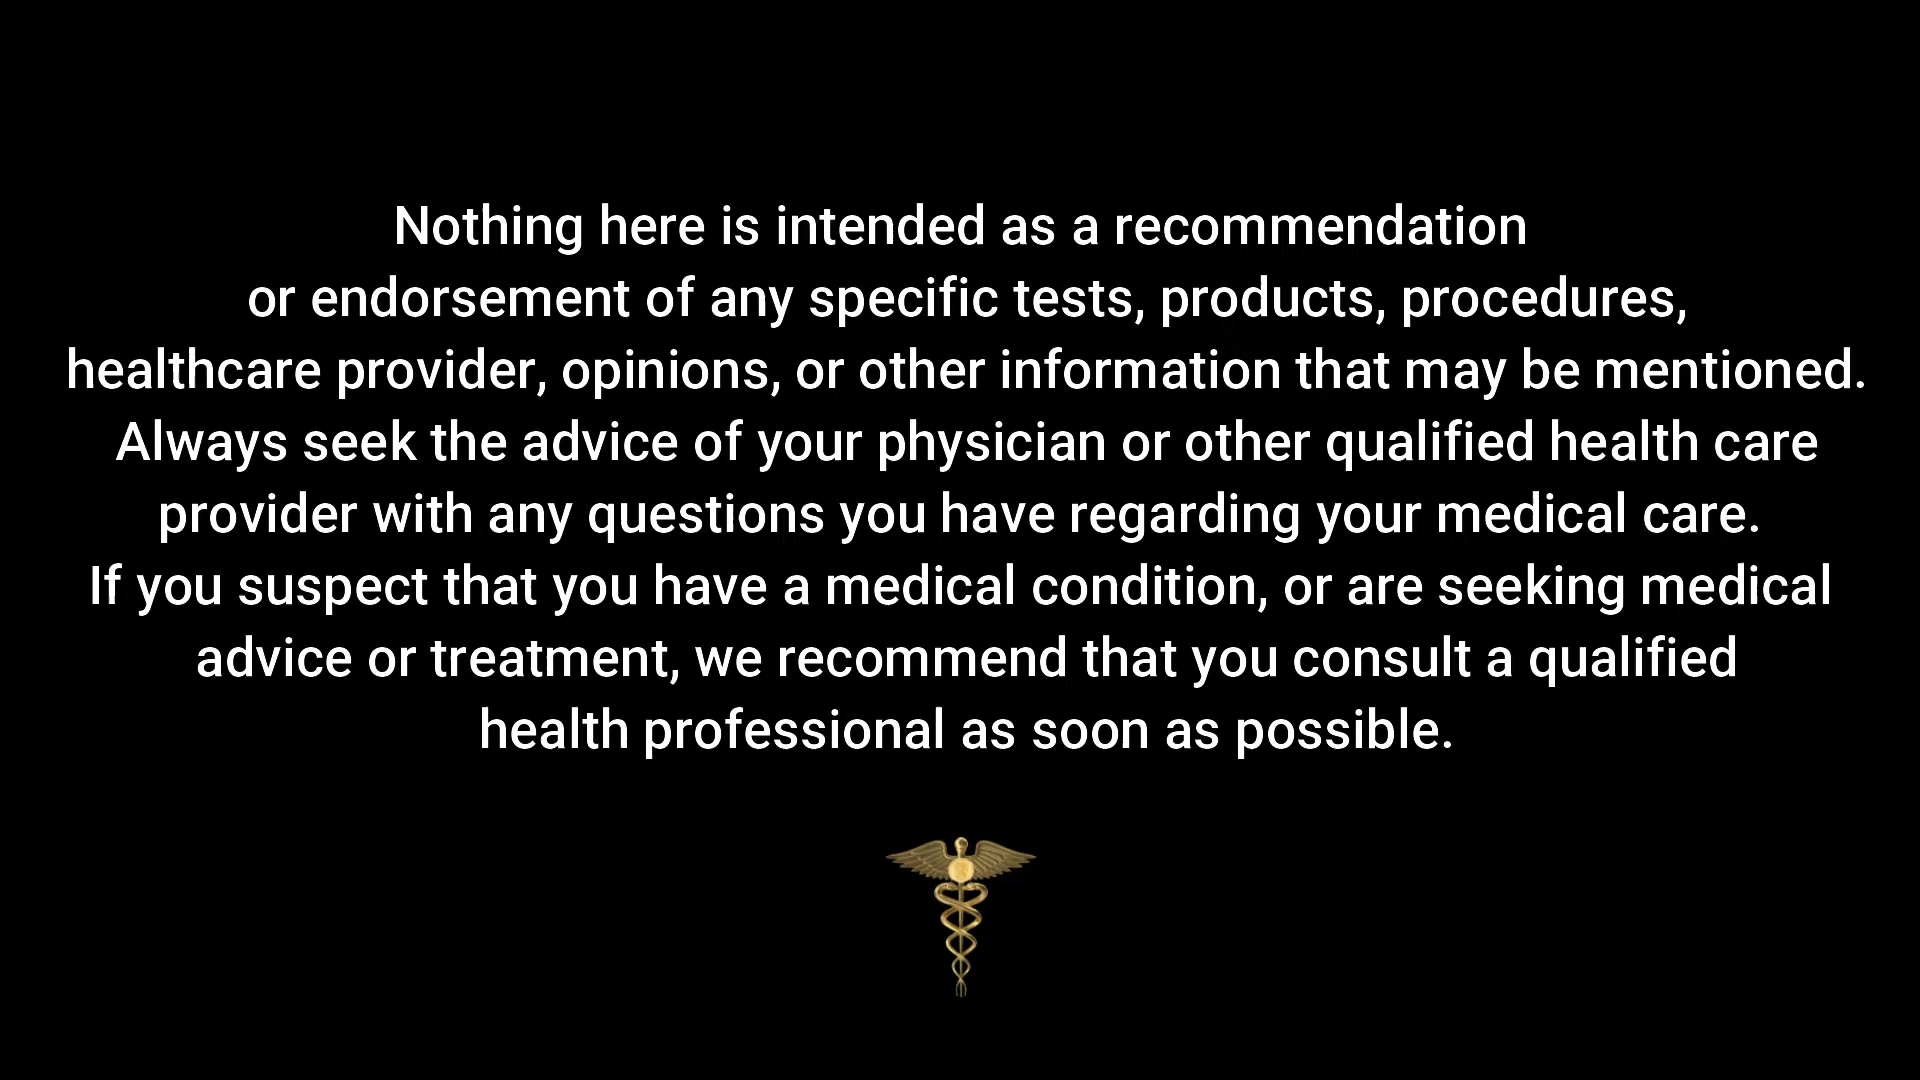 Nothing here is intended as a recommendation
or endorsement of any specific tests, products, procedures,
healthcare provider, opinions, or other information that may be mentioned.
Always seek the advice of your physician or other qualified health care
provider with any questions you have regarding your medical care.
If you suspect that you have a medical condition, or are seeking medical
advice or treatment, we recommend that you consult a qualified
health professional as soon as possible.